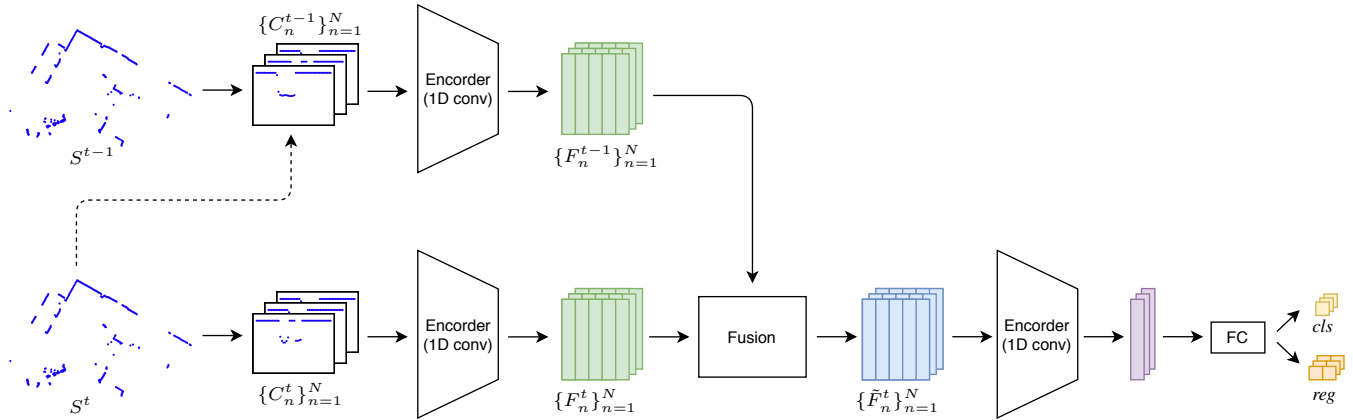 $\{C_n^{t-1}\}_{n=1}^N$
Encorder
(1D conv)
$S^{t-1}$
$\{F_n^{t-1}\}_{n=1}^N$
Encorder
(1D conv)
Fusion
Encorder
(1D conv)
FC
cls
reg
$S^t$
$\{C_n^t\}_{n=1}^N$
$\{F_n^t\}_{n=1}^N$
$\{\tilde{F}_n^t\}_{n=1}^N$